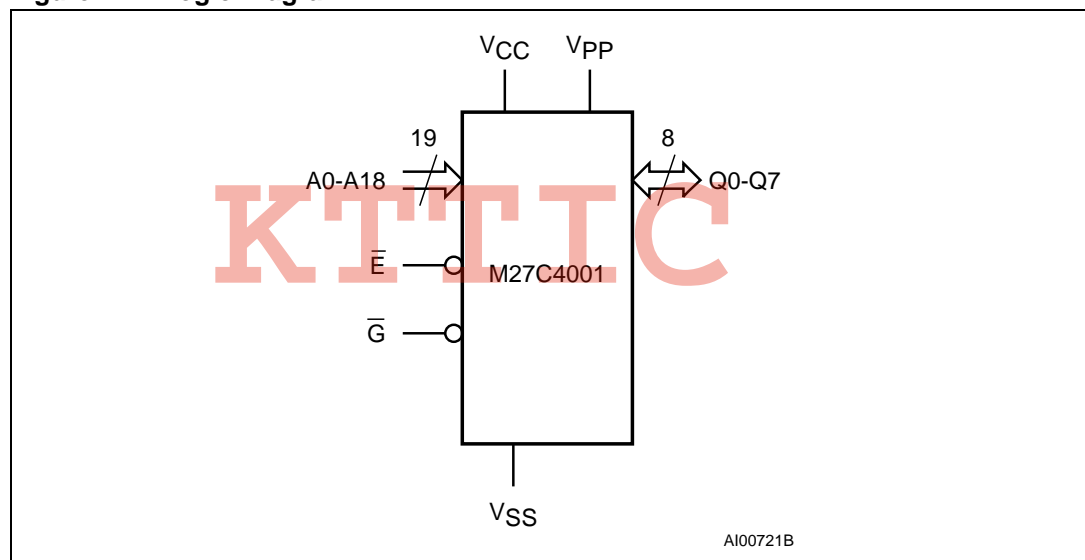 VCC VPP
19 8
A0-A18 Q0-Q7
KTTIC
E̅ M27C4001
G̅
VSS
AI00721B